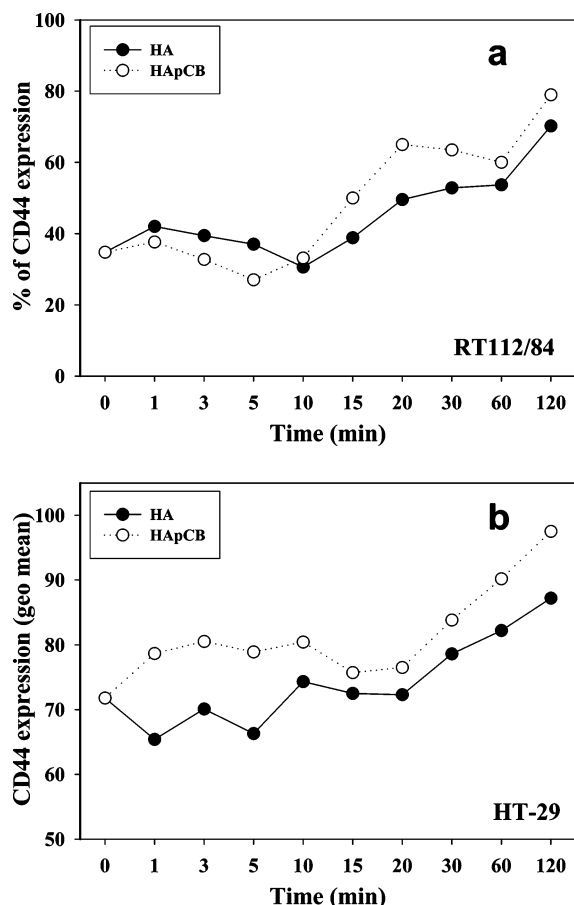 100
80
60
40
20
0
% of CD44 expression
HA
HApCB
a
RT112/84
0 1 3 5 10 15 20 30 60 120
Time (min)
100
90
80
70
60
50
CD44 expression (geo mean)
HA
HApCB
b
HT-29
0 1 3 5 10 15 20 30 60 120
Time (min)